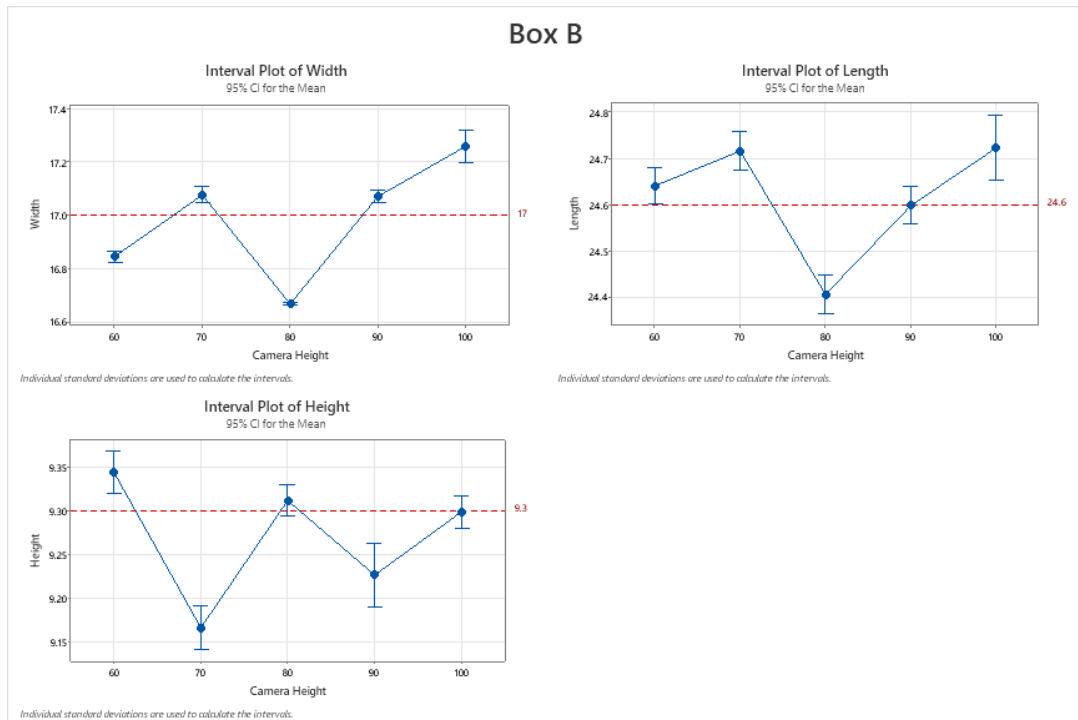 Box B
Interval Plot of Width
95% CI for the Mean
17.4
17.2
17.0
16.8
16.6
Width
17
60 70 80 90 100
Camera Height
Individual standard deviations are used to calculate the intervals.
Interval Plot of Length
95% CI for the Mean
24.8
24.7
24.6
24.5
24.4
Length
24.6
60 70 80 90 100
Camera Height
Individual standard deviations are used to calculate the intervals.
Interval Plot of Height
95% CI for the Mean
9.35
9.30
9.25
9.20
9.15
Height
9.3
60 70 80 90 100
Camera Height
Individual standard deviations are used to calculate the intervals.